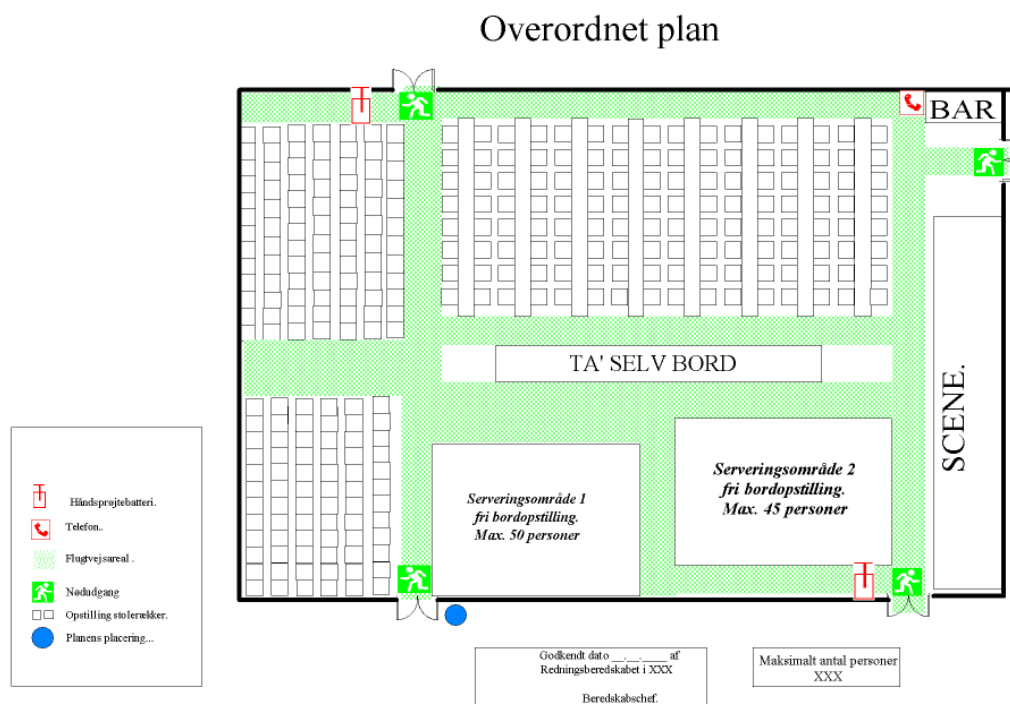 Overordnet plan
BAR
TA' SELV BORD
SCENE.
Serveringsområde 1
fri bordopstilling.
Max. 50 personer
Serveringsområde 2
fri bordopstilling.
Max. 45 personer
Håndsprøjtebatteri.
Telefon..
Flugtvejsareal .
Nødudgang
Opstilling stolerækker.
Planens placering...
Godkendt dato __.__.____ af
Redningsberedskabet i XXX
Beredskabschef.
Maksimalt antal personer
XXX